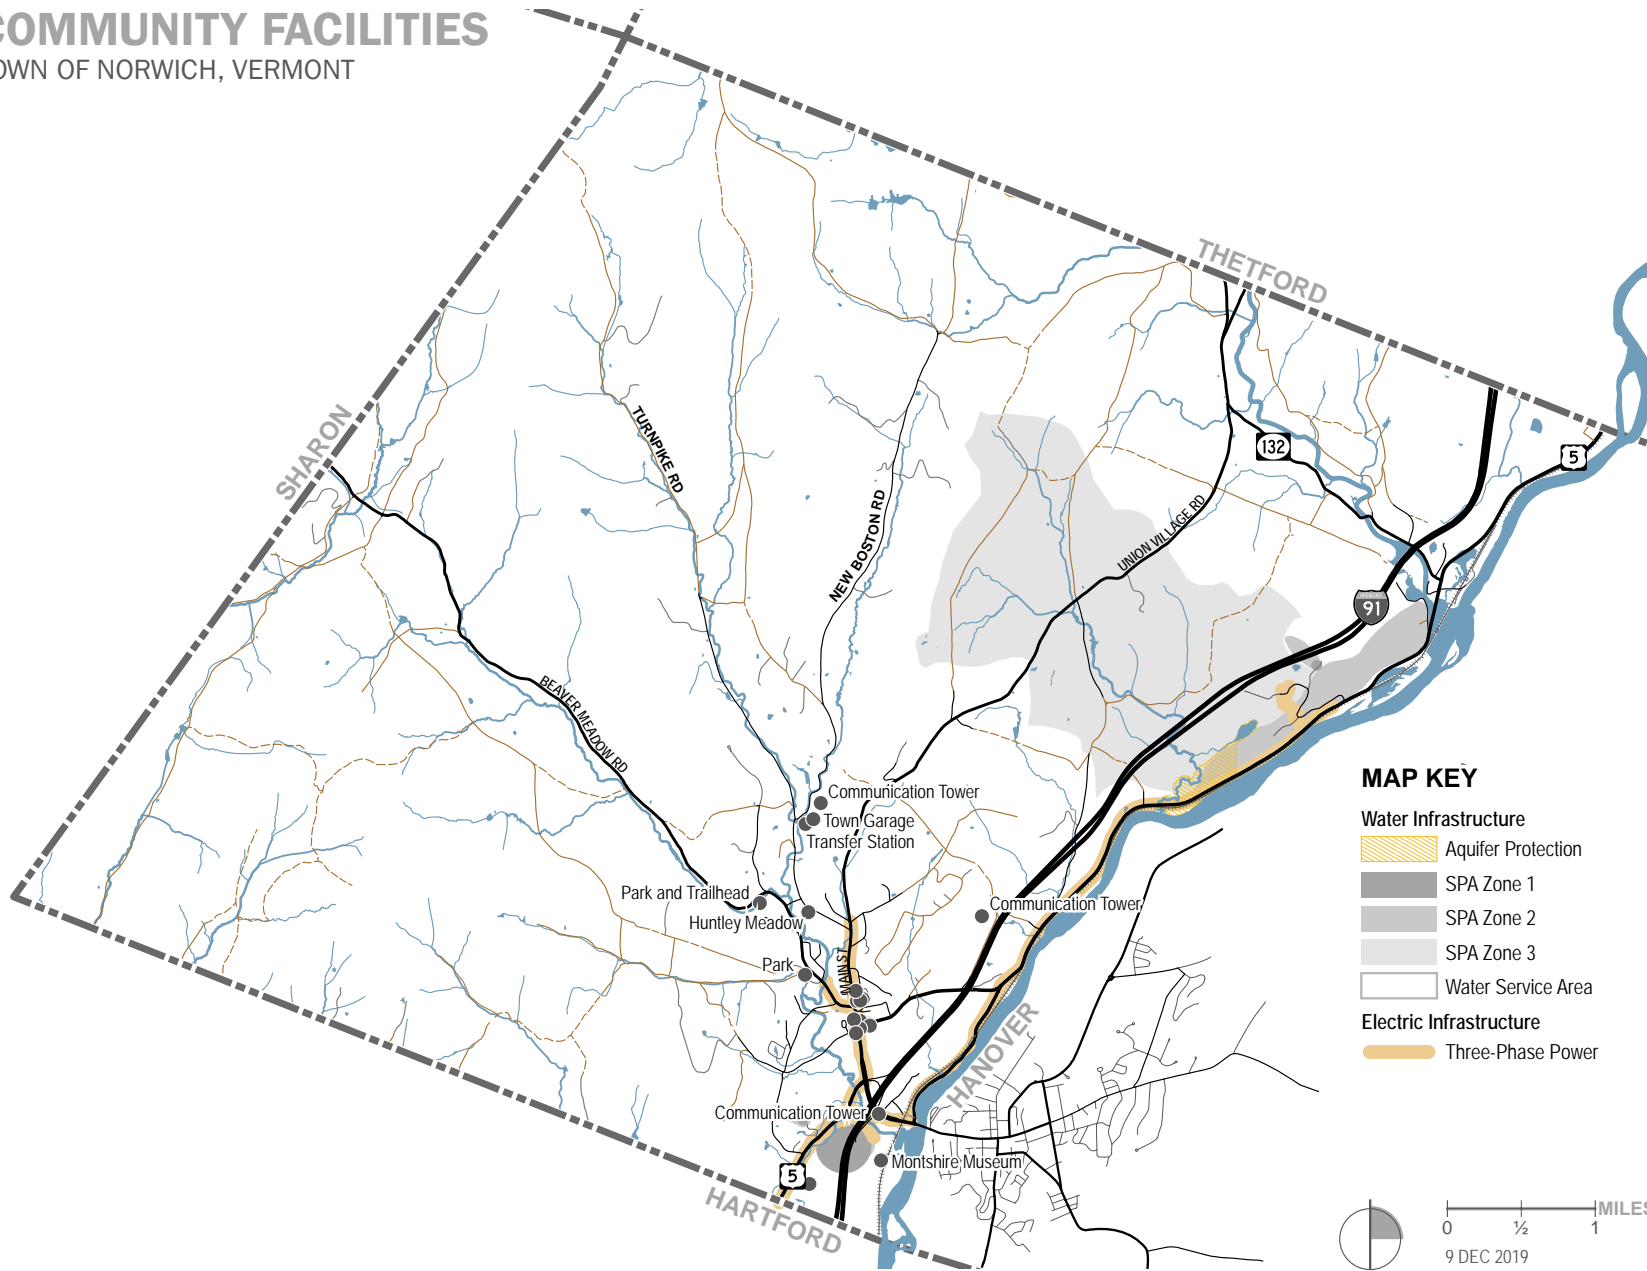 COMMUNITY FACILITIES
OWN OF NORWICH, VERMONT
THETFORD
SHARON
TURNPIKE RD
132
5
NEW BOSTON RD
UNION VILLAGE RD
91
BEAVER MEADOW RD
Communication Tower
Town Garage
Transfer Station
Park and Trailhead
Huntley Meadow
Communication Tower
Park
MAIN ST
HANOVER
Communication Tower
Montshire Museum
5
HARTFORD
MAP KEY
Water Infrastructure
Aquifer Protection
SPA Zone 1
SPA Zone 2
SPA Zone 3
Water Service Area
Electric Infrastructure
Three-Phase Power
MILES
0 ½ 1
9 DEC 2019